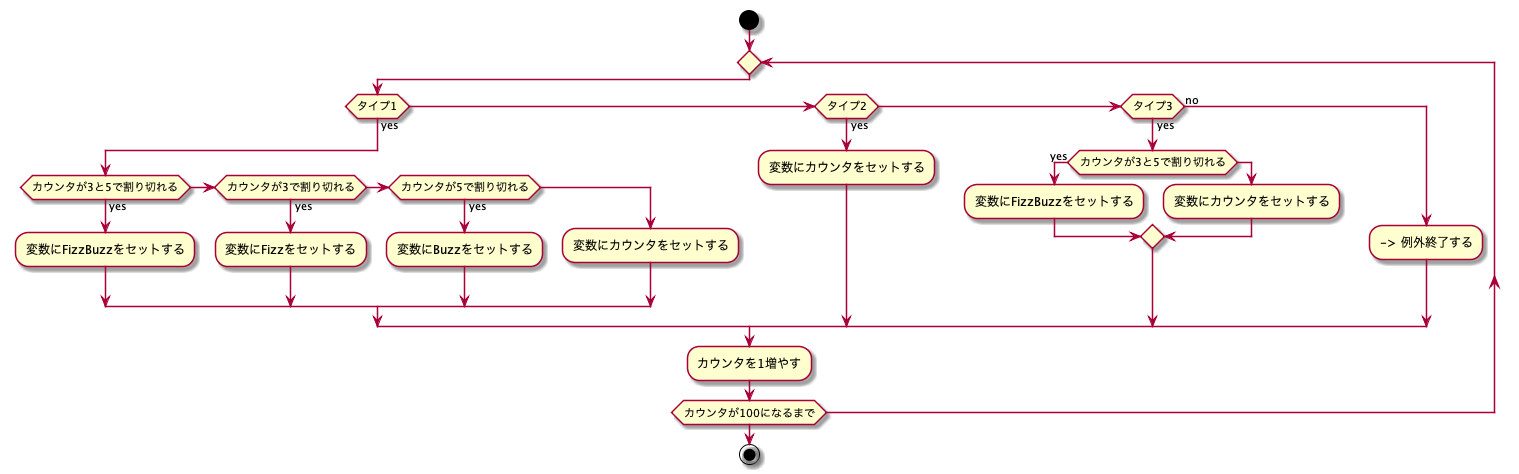 タイプ1
yes
タイプ2
yes
タイプ3
yes
no
カウンタが3と5で割り切れる
yes
カウンタが3で割り切れる
yes
カウンタが5で割り切れる
yes
変数にFizzBuzzをセットする
変数にFizzをセットする
変数にBuzzをセットする
変数にカウンタをセットする
変数にカウンタをセットする
yes
カウンタが3と5で割り切れる
変数にFizzBuzzをセットする
変数にカウンタをセットする
-> 例外終了する
カウンタを1増やす
カウンタが100になるまで